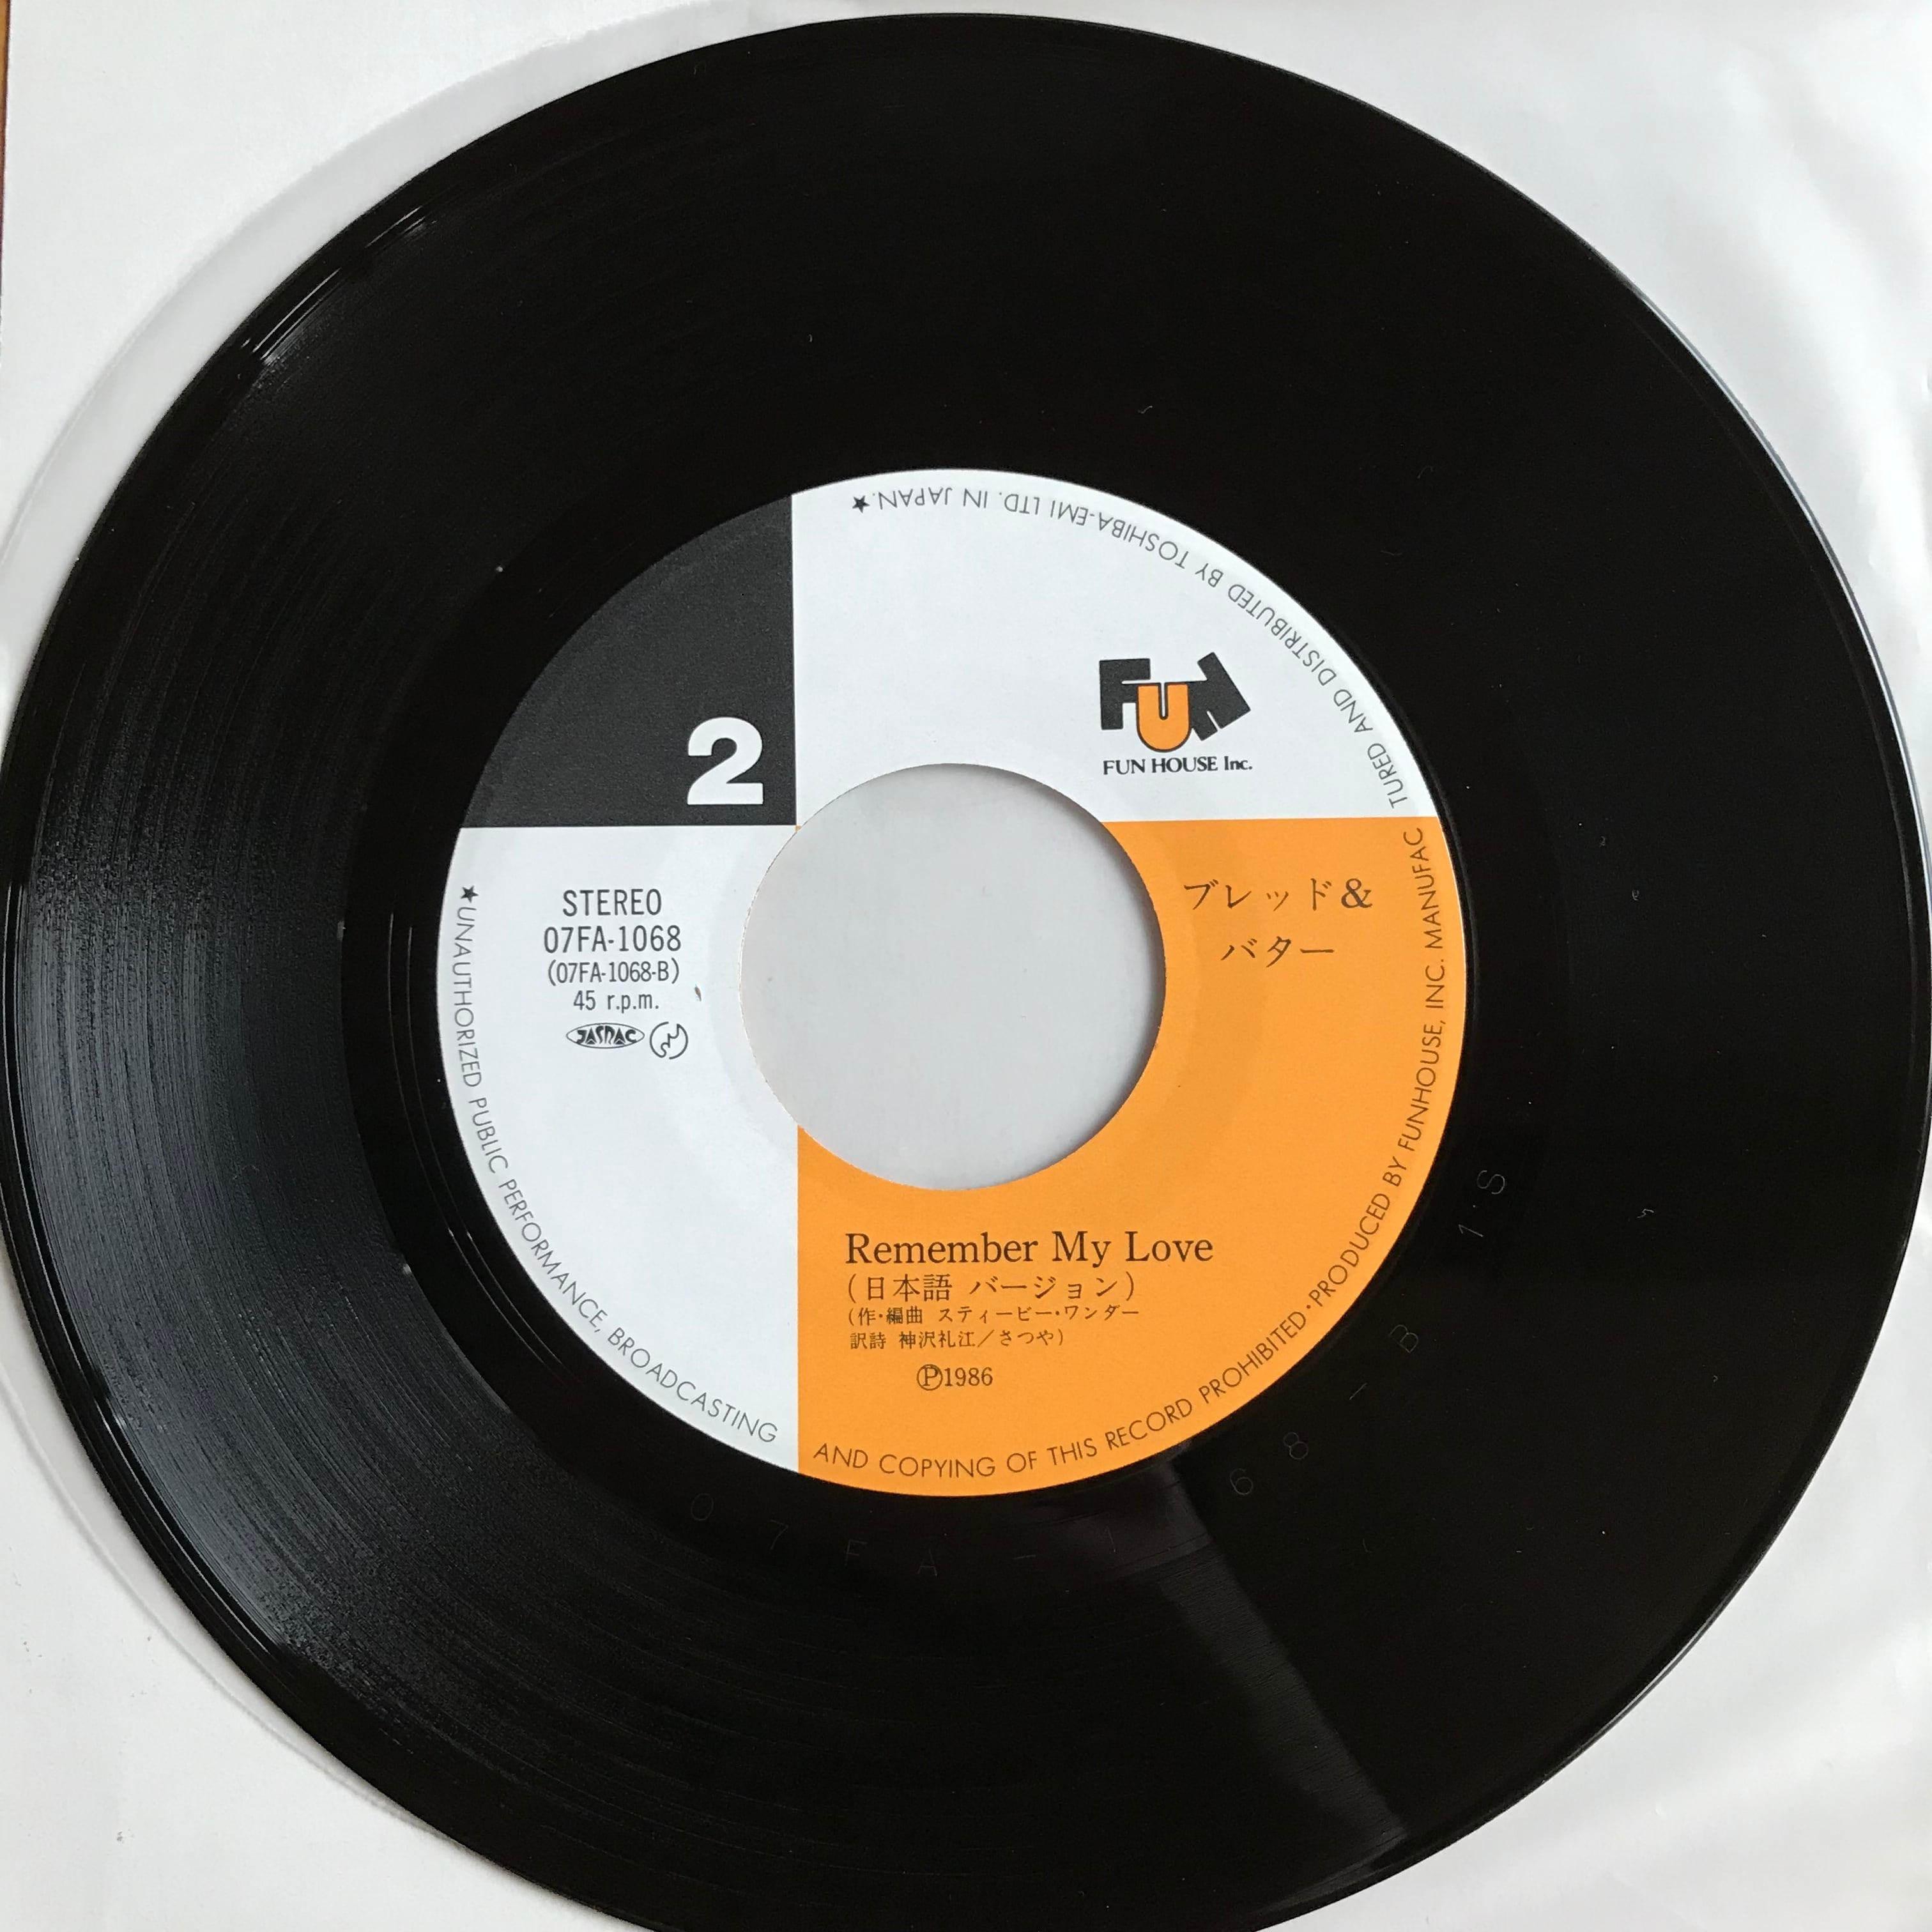 2
FUN
FUN HOUSE Inc.
STEREO
07FA-1068
(07FA-1068-B)
45 r.p.m.
JASRAC
ブレッド&
バター
Remember My Love
(日本語 バージョン)
(作・編曲 スティービー・ワンダー
訳詩 神沢礼江/さつや)
Ⓟ1986
★UNAUTHORIZED PUBLIC PERFORMANCE, BROADCASTING AND COPYING OF THIS RECORD PROHIBITED・PRODUCED BY FUNHOUSE, INC. MANUFACTURED AND DISTRIBUTED BY TOSHIBA-EMI LTD. IN JAPAN.★